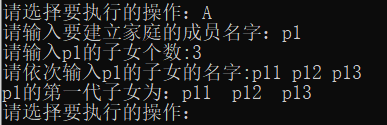 请选择要执行的操作：A
请输入要建立家庭的成员名字：p1
请输入p1的子女个数:3
请依次输入p1的子女的名字:p11 p12 p13
p1的第一代子女为：p11  p12  p13
请选择要执行的操作：